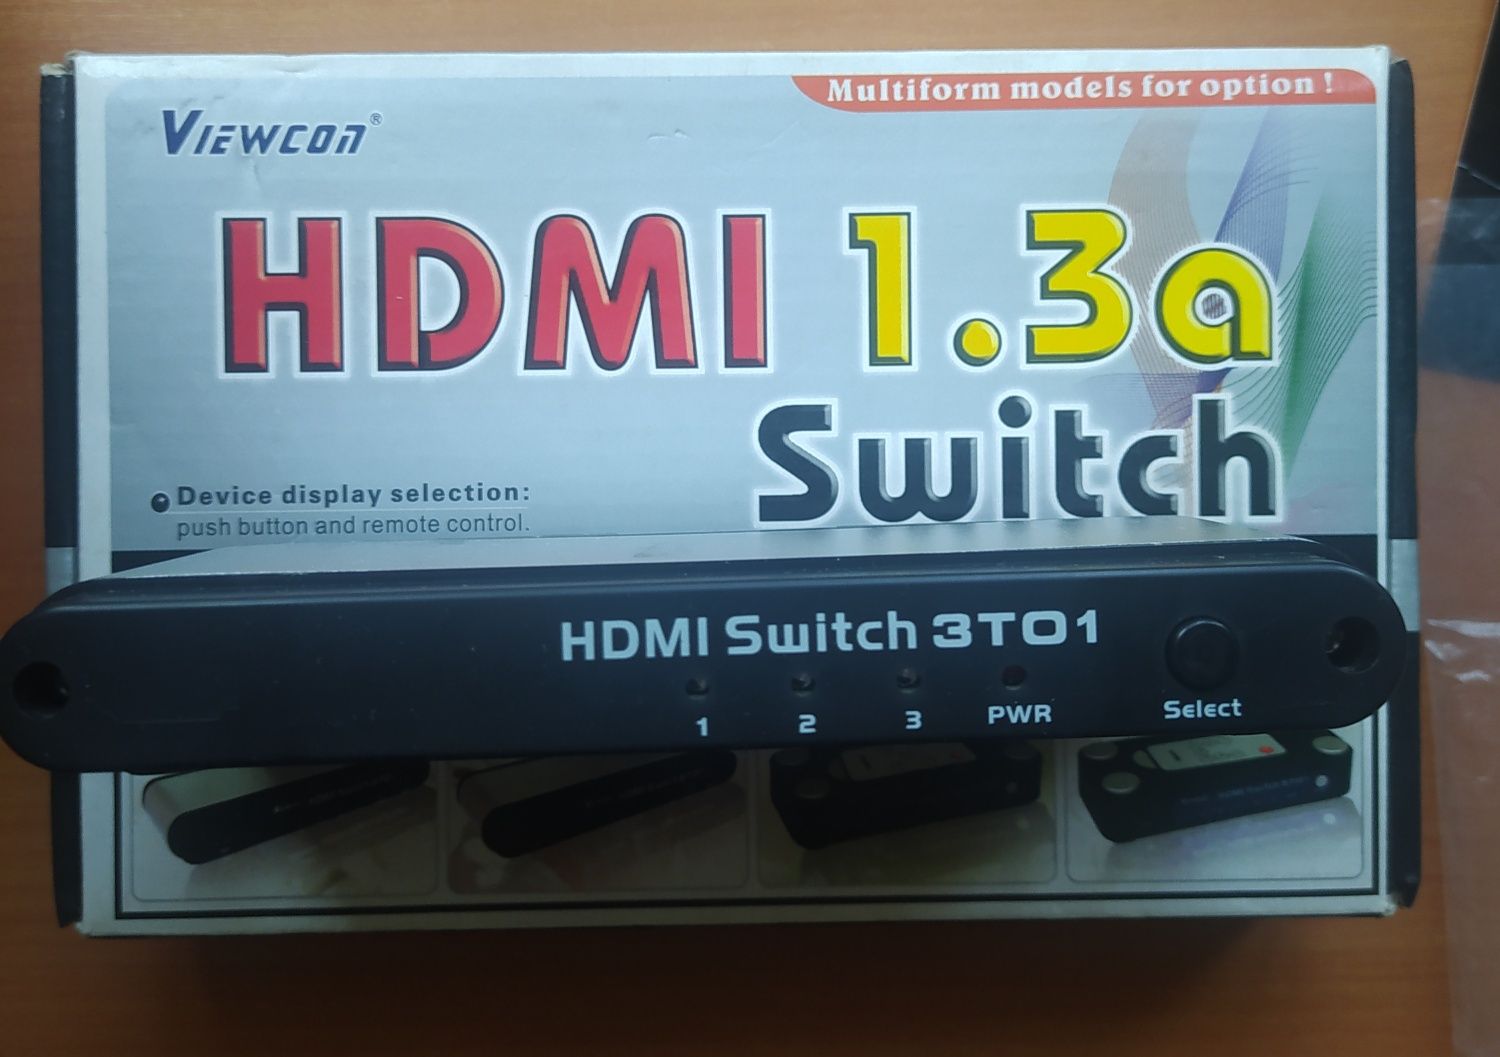 Multiform models for option !
VIEWCON®
HDMI 1.3a
Switch
Device display selection:
push button and remote control.
HDMI Switch 3TO1
1 2 3 PWR Select